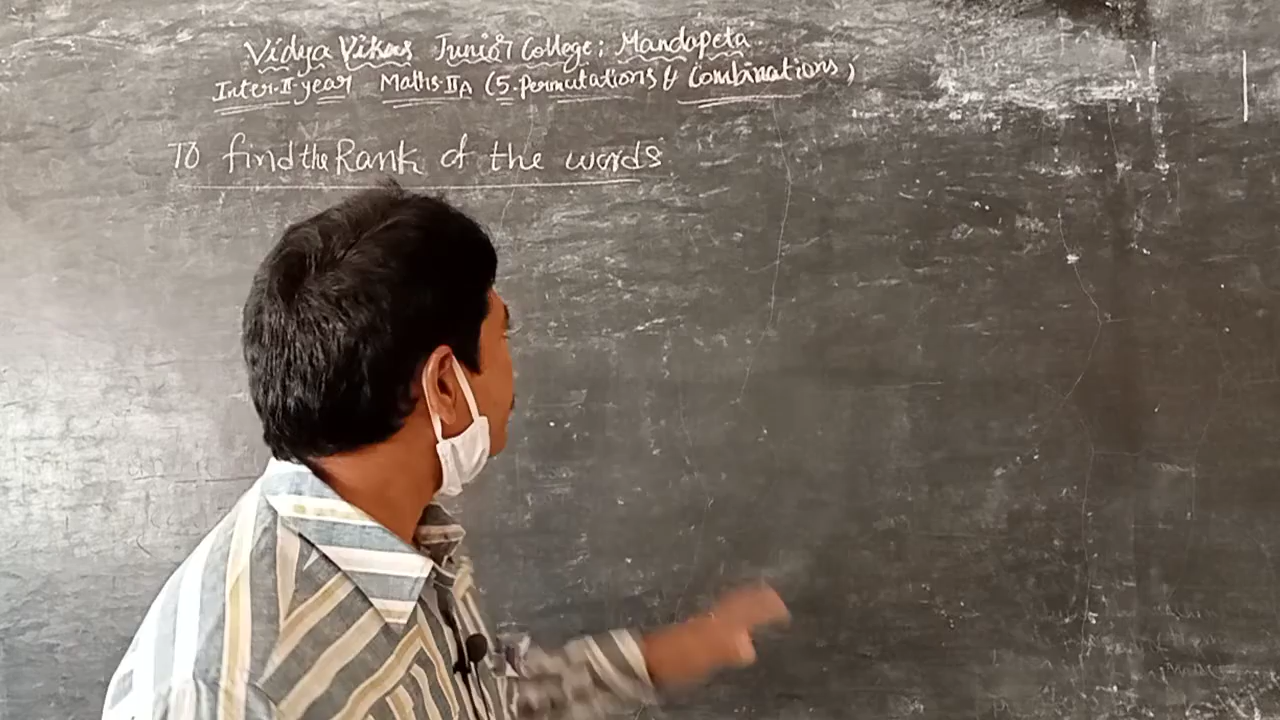 Vidya Vikas Junior College; Mandapeta
Inter-II-year Maths-IIA (5. Permutations & Combinations)
TO find the Rank of the words